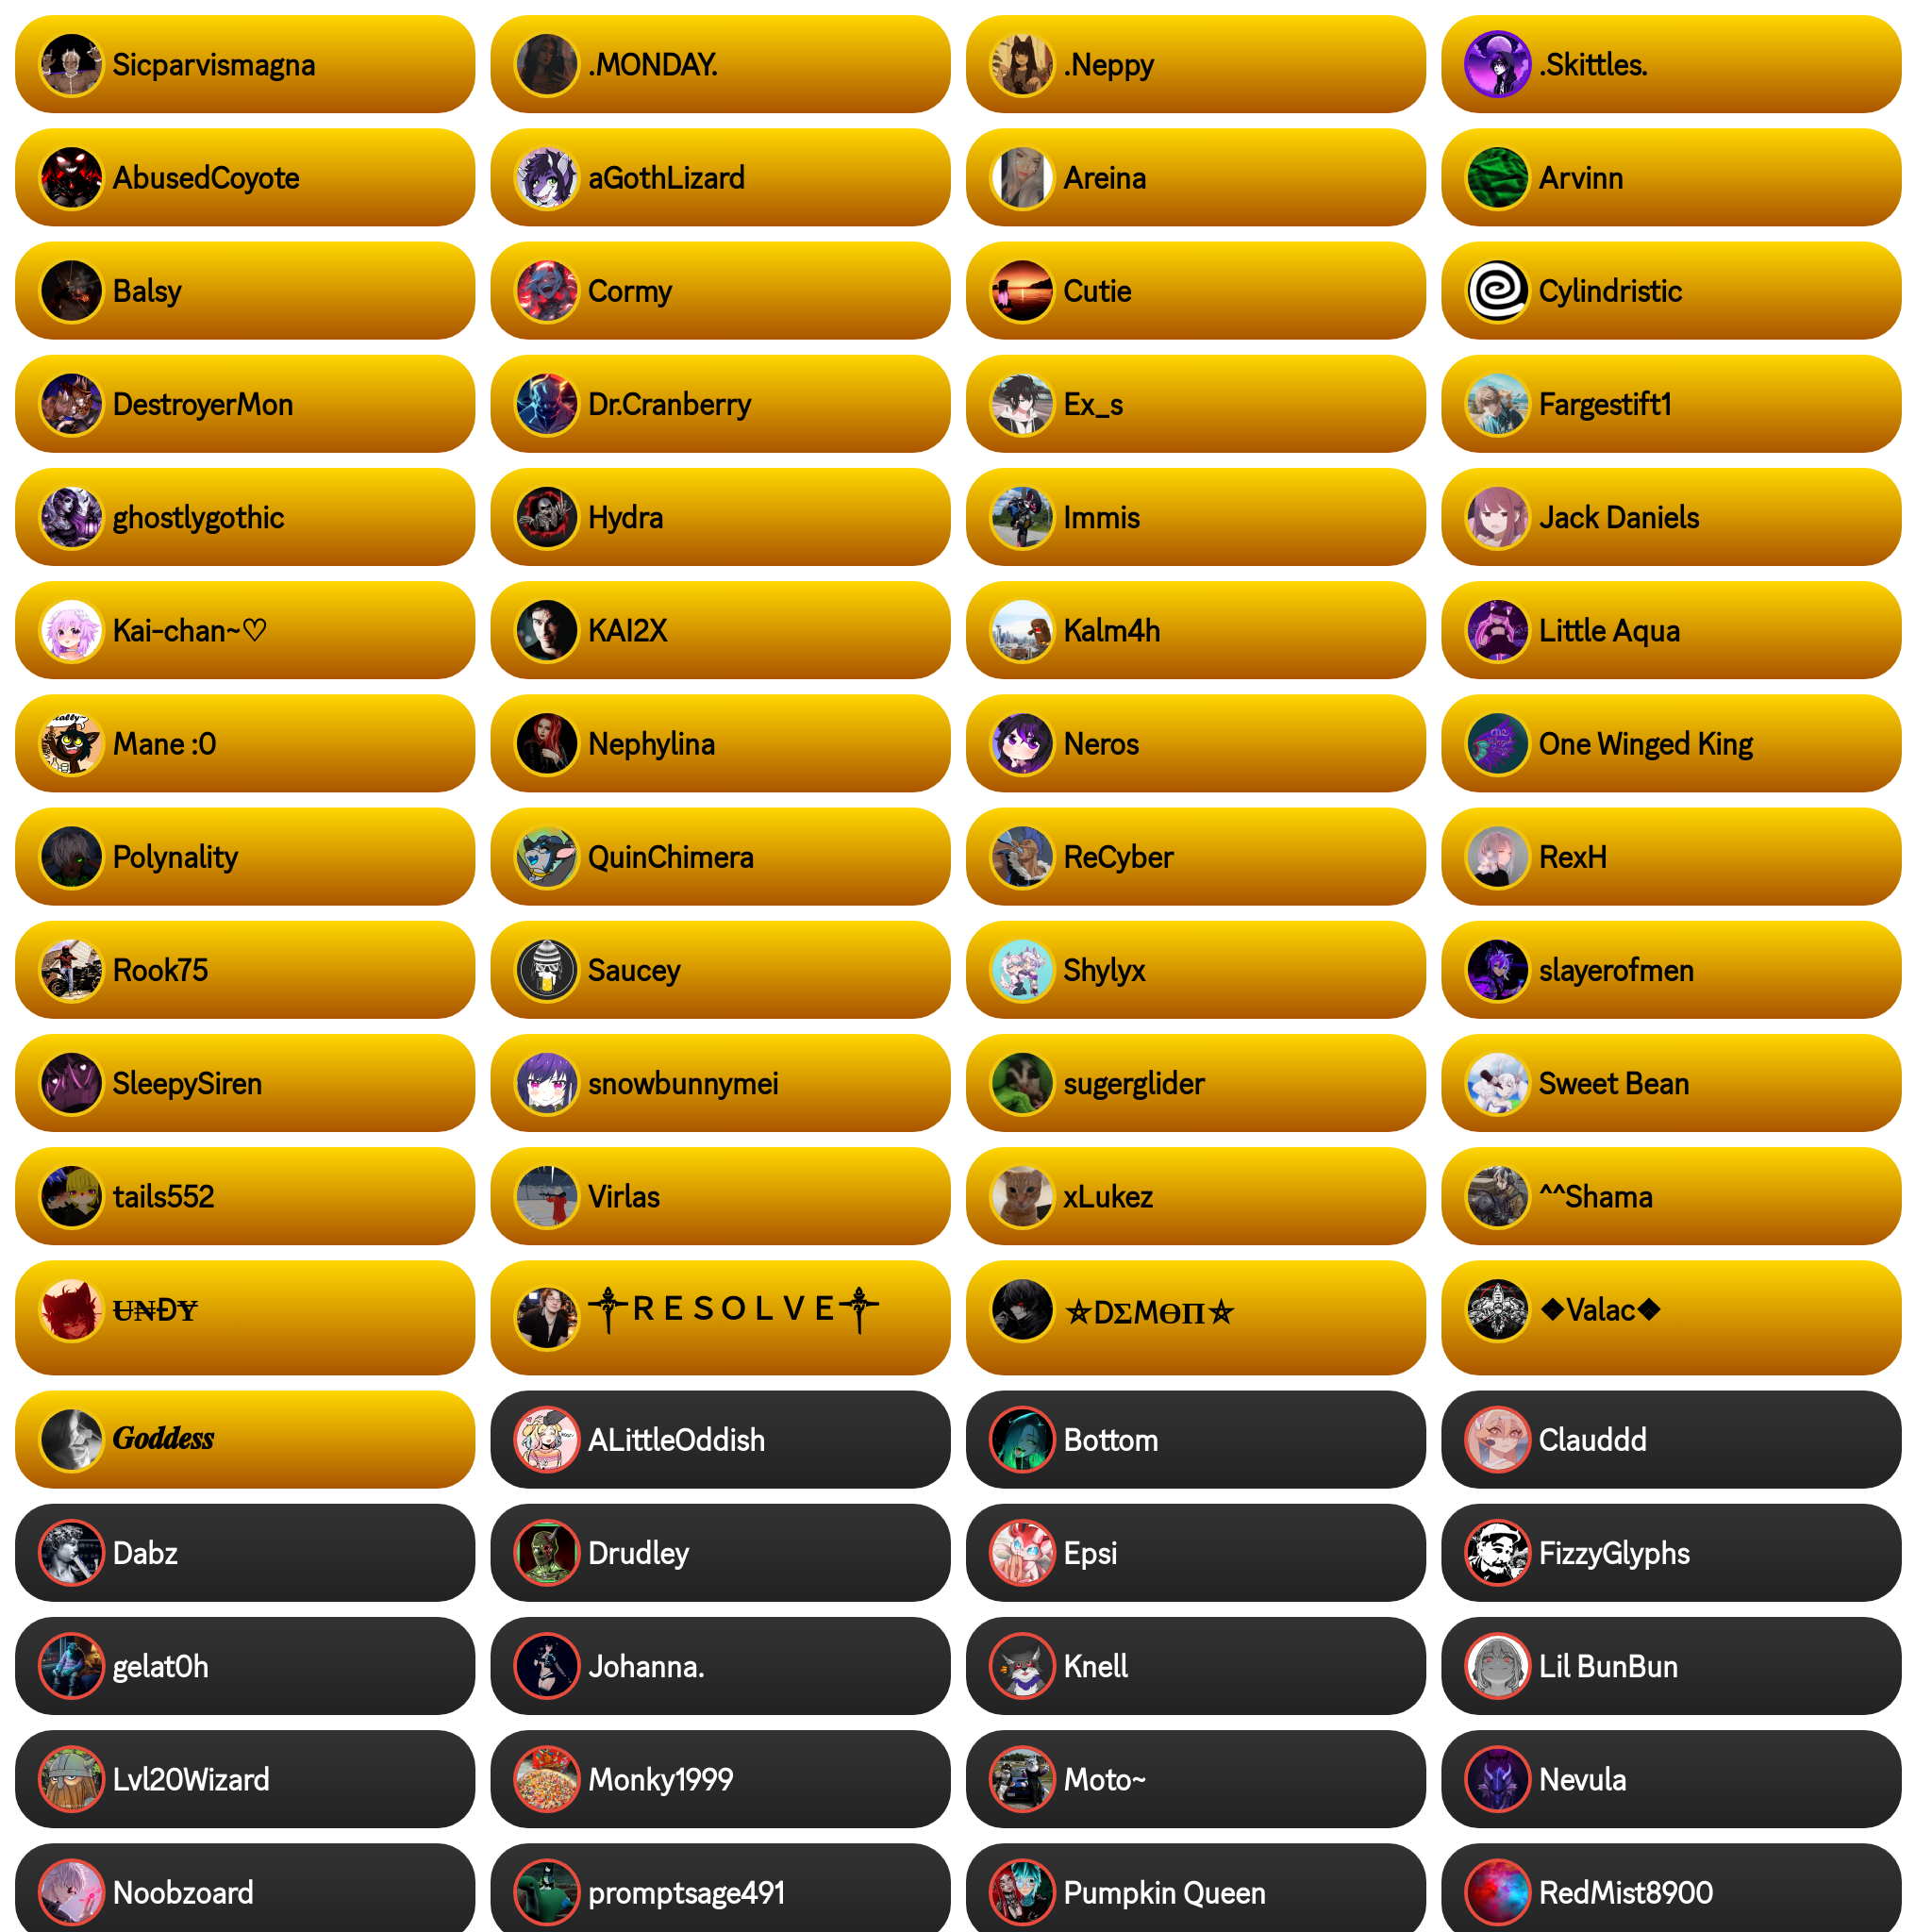 Sicparvismagna
.MONDAY.
.Neppy
.Skittles.
AbusedCoyote
aGothLizard
Areina
Arvinn
Balsy
Cormy
Cutie
Cylindristic
DestroyerMon
Dr.Cranberry
Ex_s
Fargestift1
ghostlygothic
Hydra
Immis
Jack Daniels
Kai-chan~♡
KAI2X
Kalm4h
Little Aqua
Mane :0
Nephylina
Neros
One Winged King
Polynality
QuinChimera
ReCyber
RexH
Rook75
Saucey
Shylyx
slayerofmen
SleepySiren
snowbunnymei
sugerglider
Sweet Bean
tails552
Virlas
xLukez
^^Shama
Ʉ₦ĐɎ
༒R E S O L V E༒
⛧DΣMӨΠ⛧
◆Valac◆
𝑮𝒐𝒅𝒅𝒆𝒔𝒔
ALittleOddish
Bottom
Clauddd
Dabz
Drudley
Epsi
FizzyGlyphs
gelat0h
Johanna.
Knell
Lil BunBun
Lvl20Wizard
Monky1999
Moto~
Nevula
Noobzoard
promptsage491
Pumpkin Queen
RedMist8900